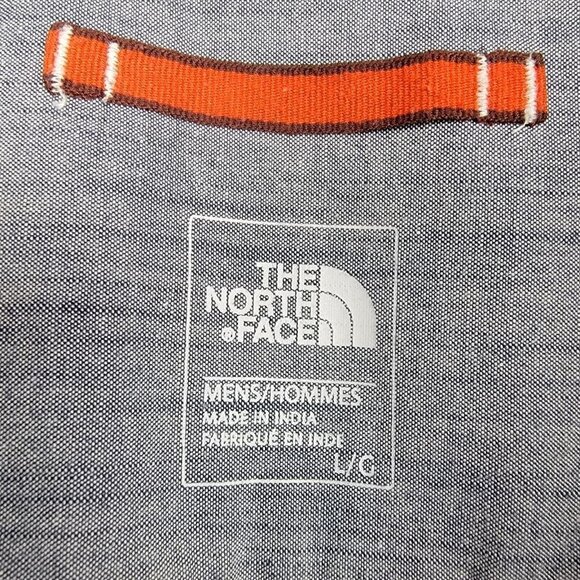 THE
NORTH
®FACE
MENS/HOMMES
MADE IN INDIA
FABRIQUÉ EN INDE
L/G